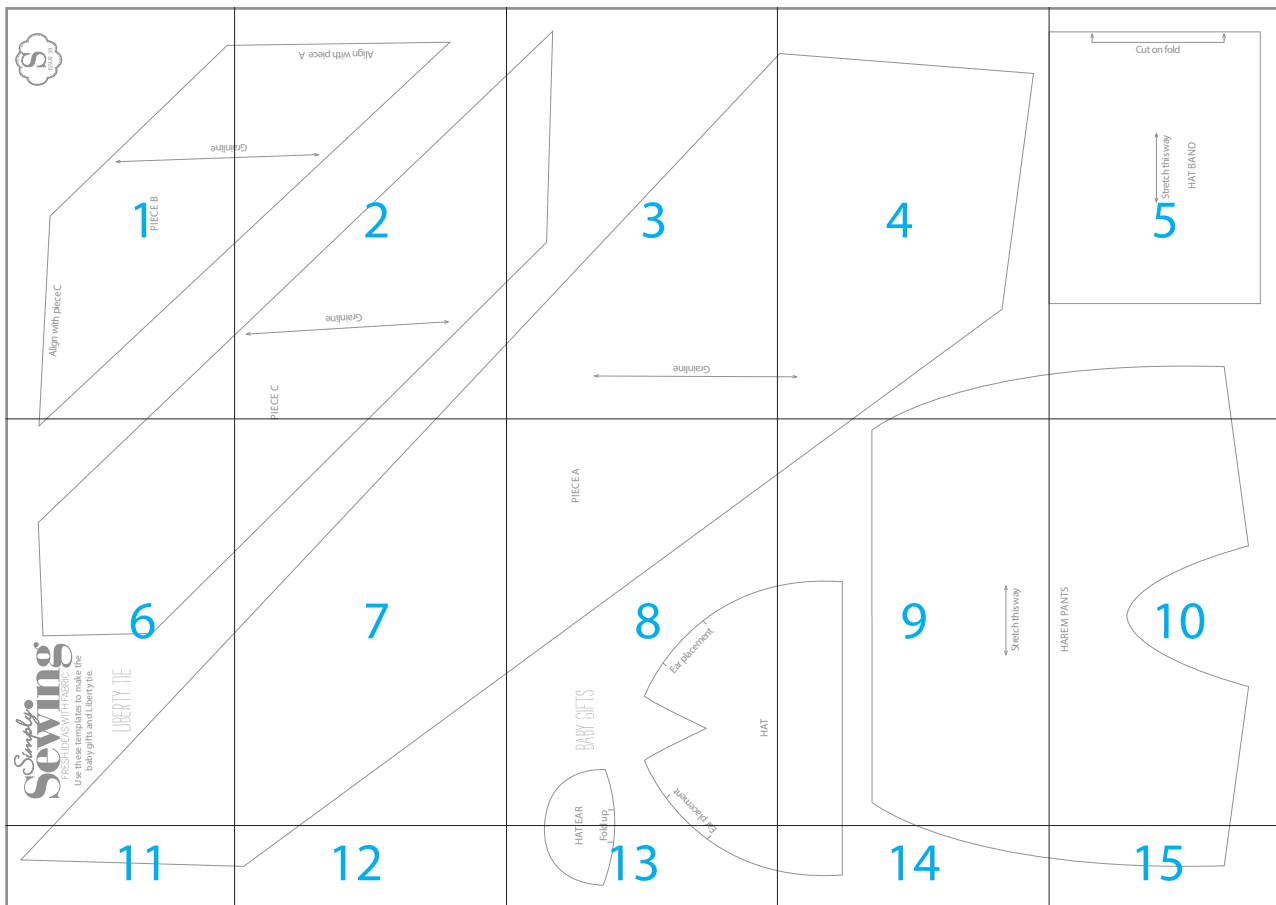 S
ISSUE 39
Align with piece A
Grainline
1
PIECE B
Align with piece C
2
Grainline
PIECE C
3
Grainline
4
Cut on fold
Stretch this way
HAT BAND
5
6
Simply
Sewing
FRESH IDEAS WITH FABRIC
Use these templates to make the
baby gifts and Liberty tie.
LIBERTY TIE
7
PIECE A
8
Ear placement
BABY GIFTS
HAT
Ear placement
HAT EAR
Fold up
9
Stretch this way
HAREM PANTS
10
11
12
13
14
15